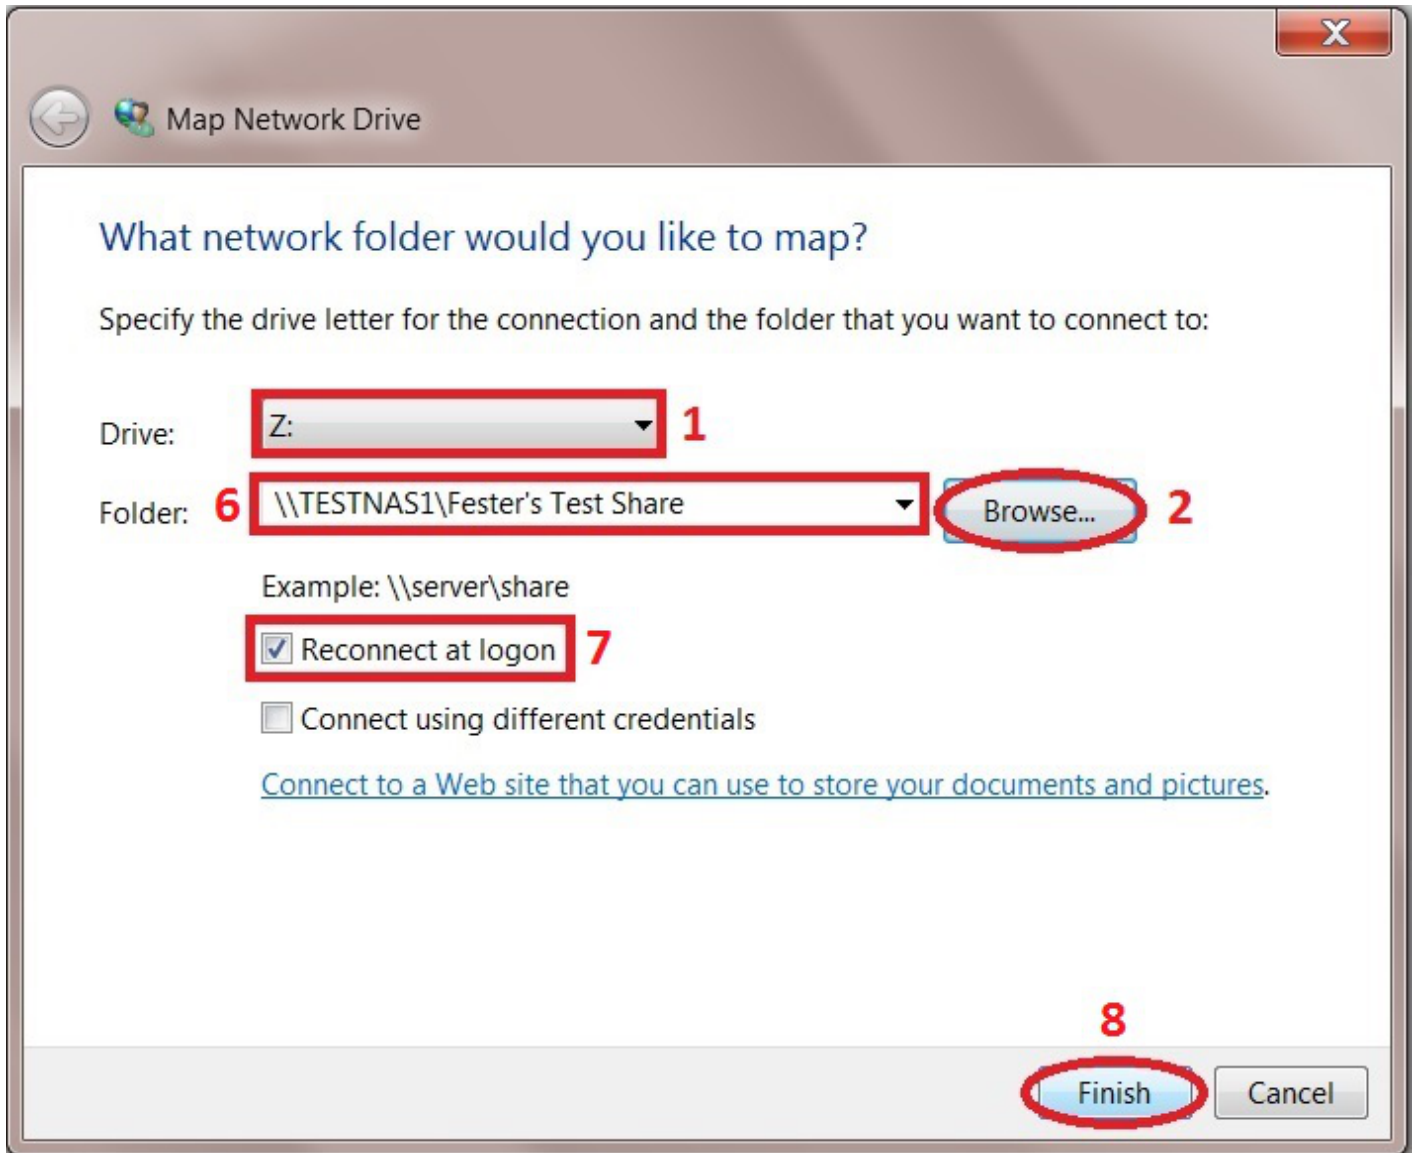 X
Map Network Drive
What network folder would you like to map?
Specify the drive letter for the connection and the folder that you want to connect to:
Drive: Z: 1
Folder: 6 \\TESTNAS1\Fester's Test Share Browse... 2
Example: \\server\share
Reconnect at logon 7
Connect using different credentials
Connect to a Web site that you can use to store your documents and pictures.
8
Finish Cancel